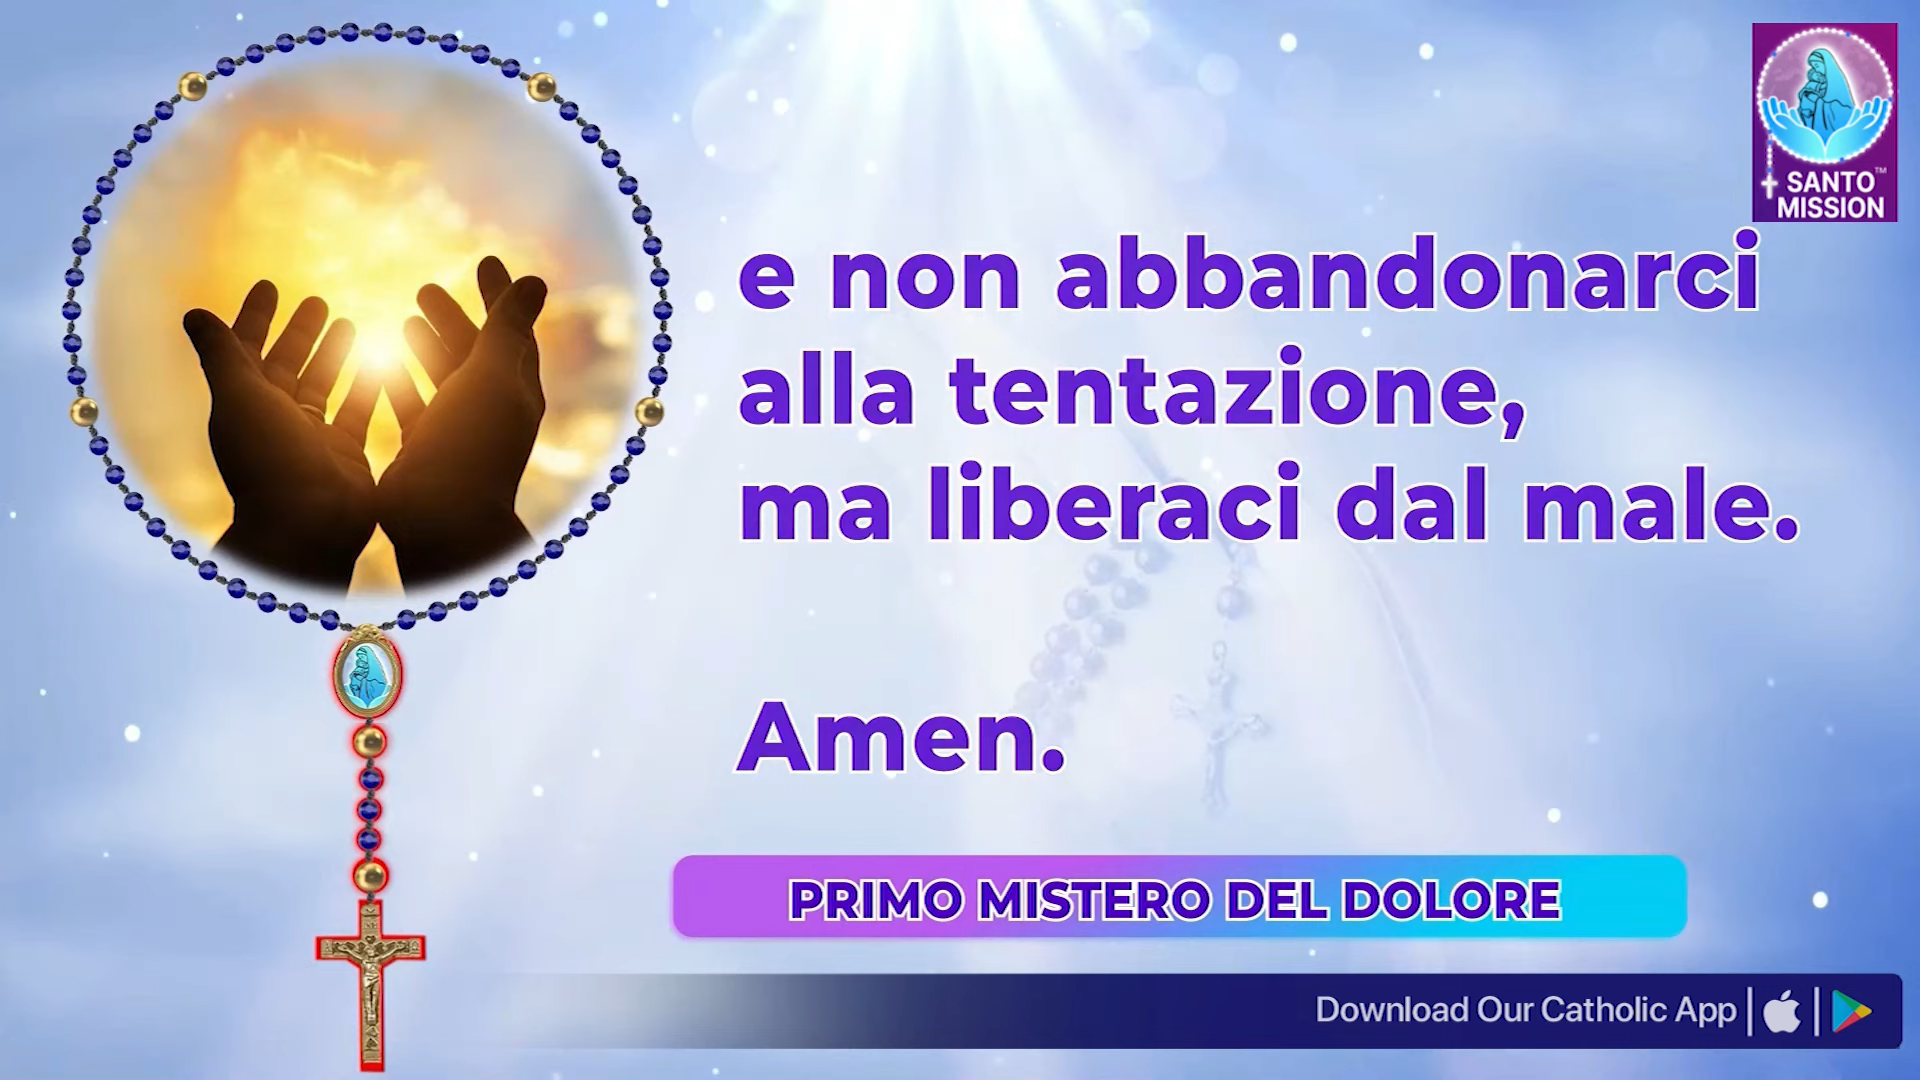 SANTO™
MISSION
e non abbandonarci
alla tentazione,
ma liberaci dal male.
Amen.
PRIMO MISTERO DEL DOLORE
Download Our Catholic App